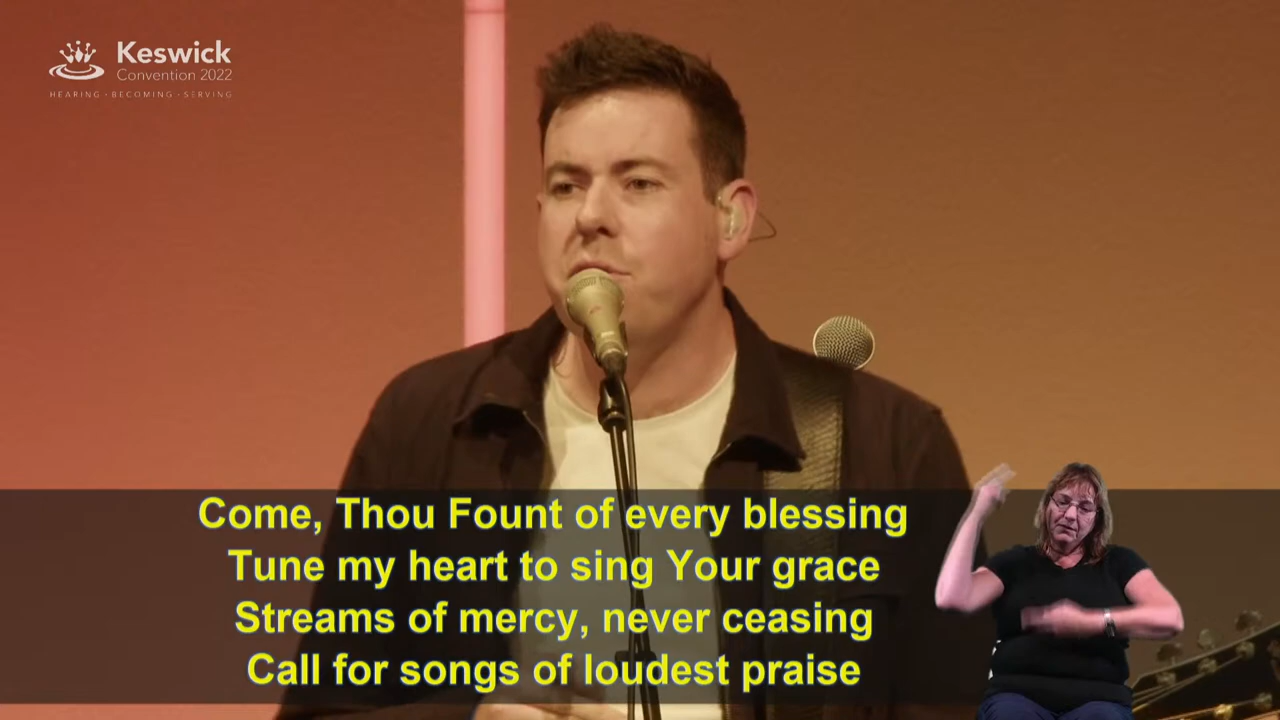 Keswick
Convention 2022
HEARING · BECOMING · SERVING
Come, Thou Fount of every blessing
Tune my heart to sing Your grace
Streams of mercy, never ceasing
Call for songs of loudest praise